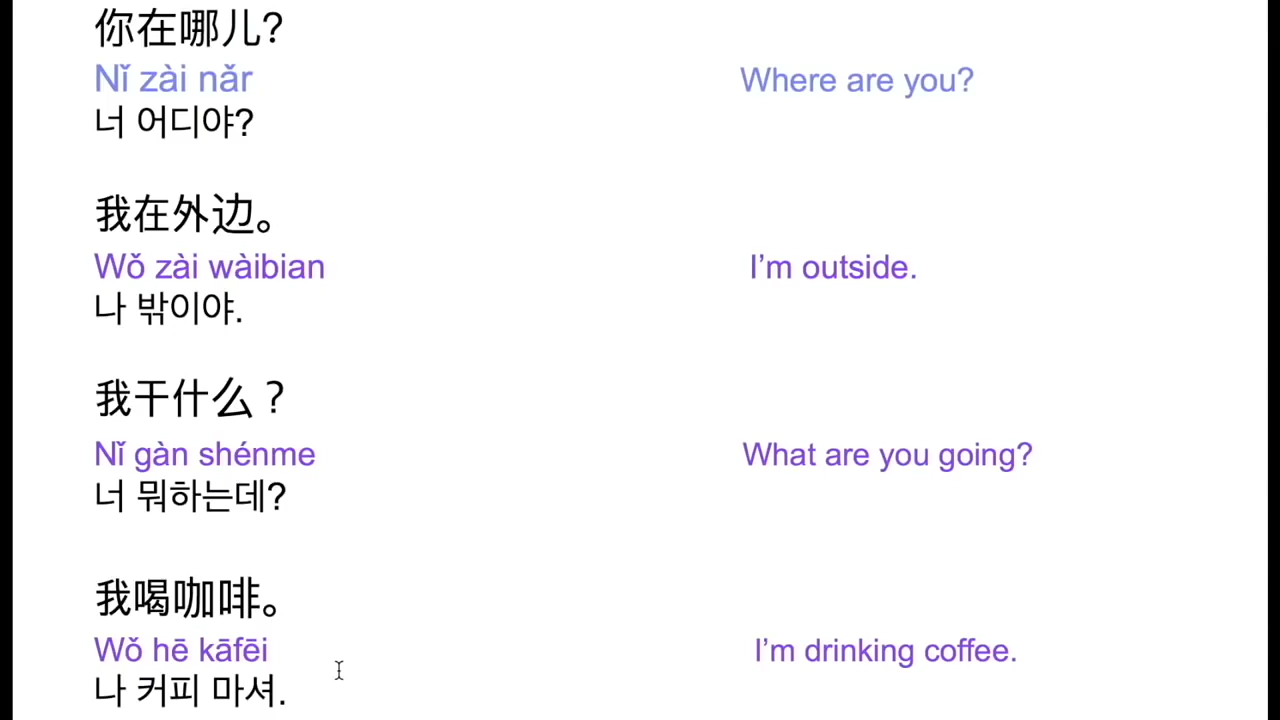 你在哪儿?
Nǐ zài nǎr
Where are you?
너 어디야?
我在外边。
Wǒ zài wàibian
I'm outside.
나 밖이야.
我干什么？
Nǐ gàn shénme
What are you going?
너 뭐하는데?
我喝咖啡。
Wǒ hē kāfēi
I'm drinking coffee.
나 커피 마셔.